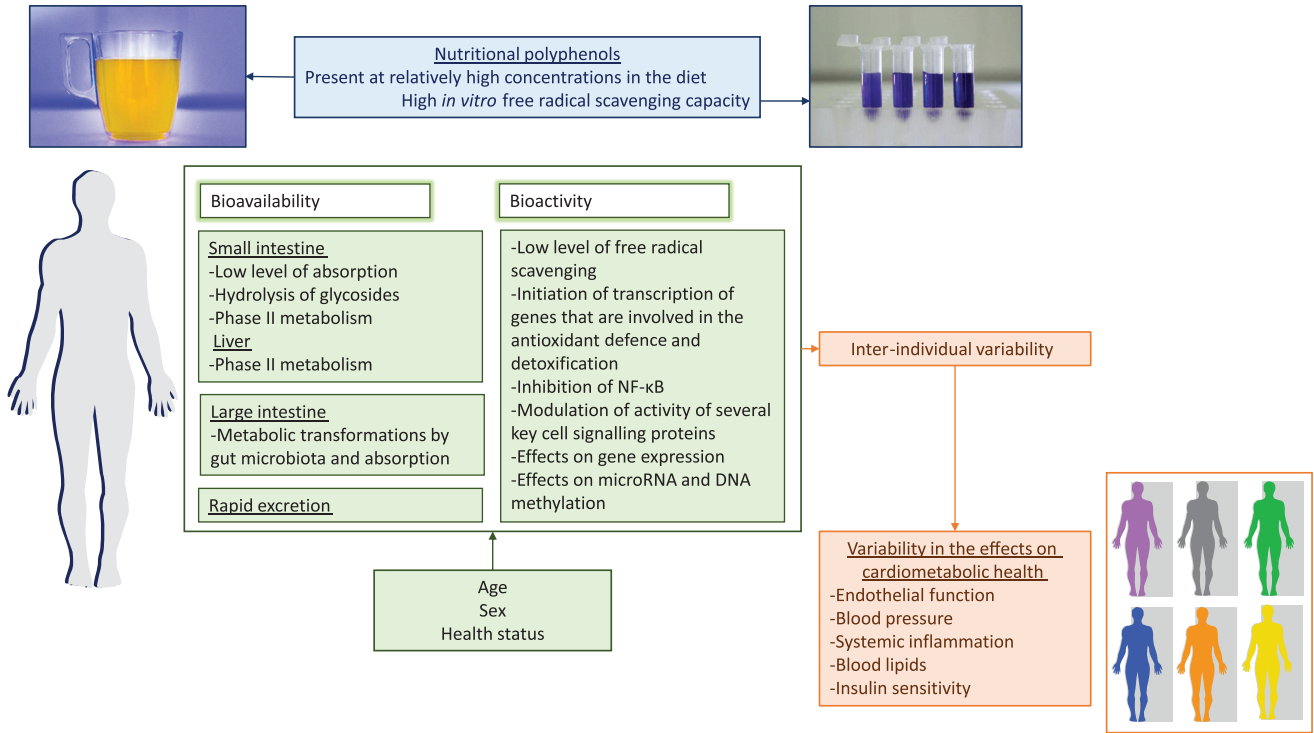 Nutritional polyphenols
Present at relatively high concentrations in the diet
High in vitro free radical scavenging capacity
Bioavailability
Small intestine
-Low level of absorption
-Hydrolysis of glycosides
-Phase II metabolism
Liver
-Phase II metabolism
Large intestine
-Metabolic transformations by
gut microbiota and absorption
Rapid excretion
Bioactivity
-Low level of free radical
scavenging
-Initiation of transcription of
genes that are involved in the
antioxidant defence and
detoxification
-Inhibition of NF-κB
-Modulation of activity of several
key cell signalling proteins
-Effects on gene expression
-Effects on microRNA and DNA
methylation
Age
Sex
Health status
Inter-individual variability
Variability in the effects on
cardiometabolic health
-Endothelial function
-Blood pressure
-Systemic inflammation
-Blood lipids
-Insulin sensitivity